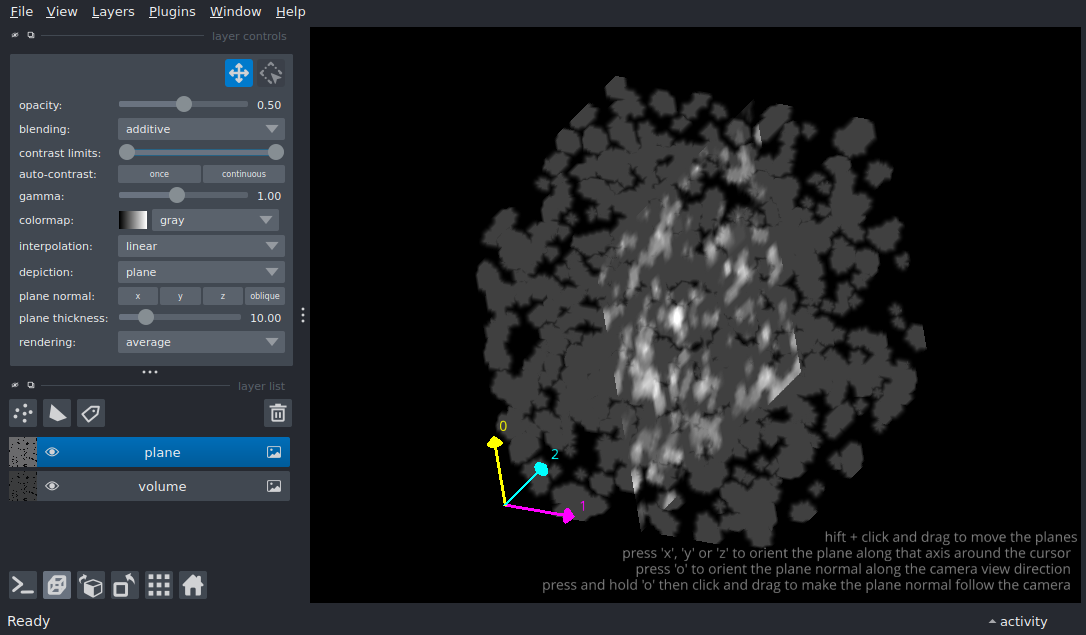 File View Layers Plugins Window Help
layer controls
opacity: 0.50
blending: additive
contrast limits:
auto-contrast: once continuous
gamma: 1.00
colormap: gray
interpolation: linear
depiction: plane
plane normal: x y z oblique
plane thickness: 10.00
rendering: average
layer list
plane
volume
0
2
1
hift + click and drag to move the planes
press 'x', 'y' or 'z' to orient the plane along that axis around the cursor
press 'o' to orient the plane normal along the camera view direction
press and hold 'o' then click and drag to make the plane normal follow the camera
Ready
activity